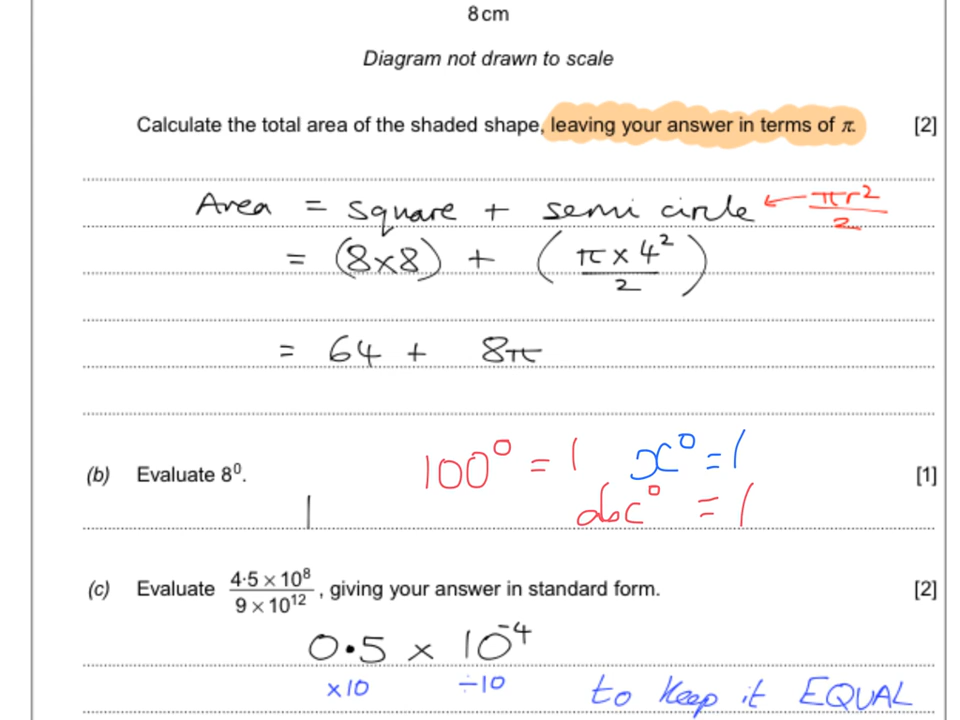 8 cm
Diagram not drawn to scale
Calculate the total area of the shaded shape, leaving your answer in terms of π. [2]
Area = square + semi circle ← πr²/2
= (8×8) + (π × 4²/2)
= 64 + 8π
100⁰ = 1 x⁰ = 1
(b) Evaluate 8⁰. [1]
1 abc⁰ = 1
(c) Evaluate 4·5 × 10⁸/9 × 10¹², giving your answer in standard form. [2]
0·5 × 10⁻⁴
×10 ÷10 to keep it EQUAL